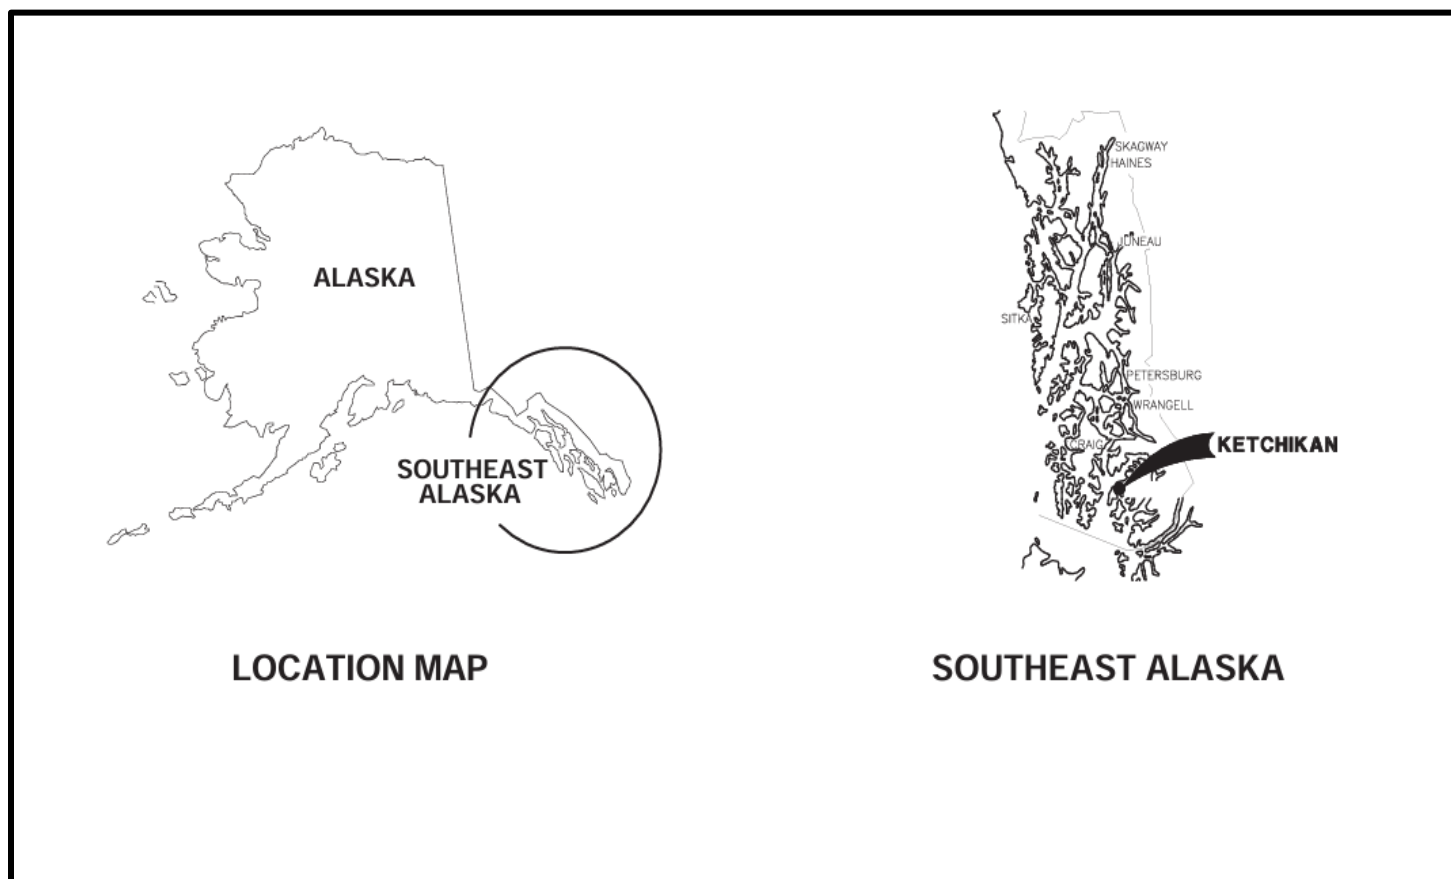 ALASKA
SOUTHEAST
ALASKA
LOCATION MAP
SKAGWAY
HAINES
JUNEAU
SITKA
PETERSBURG
WRANGELL
CRAIG
KETCHIKAN
SOUTHEAST ALASKA